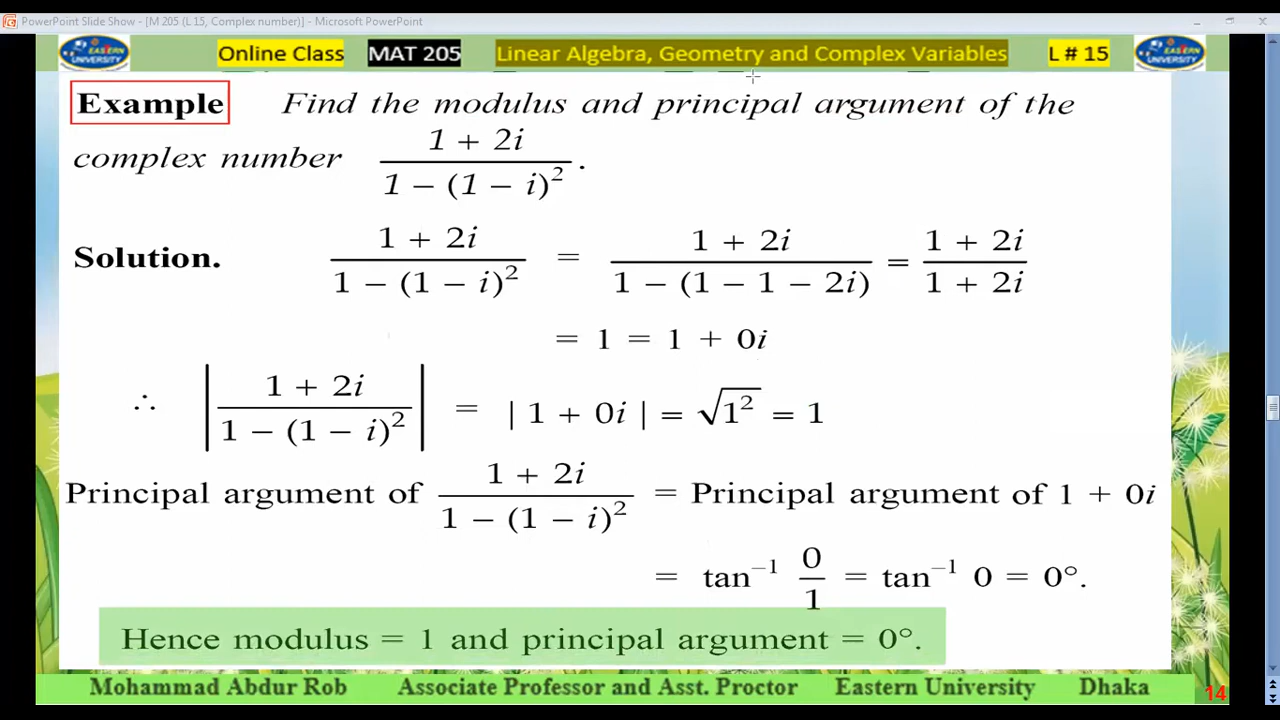 PowerPoint Slide Show - [M 205 (L 15, Complex number)] - Microsoft PowerPoint
EASTERN UNIVERSITY Online Class MAT 205 Linear Algebra, Geometry and Complex Variables L # 15 EASTERN UNIVERSITY
Example Find the modulus and principal argument of the
complex number (1 + 2i)/(1 − (1 − i)²).
Solution. (1 + 2i)/(1 − (1 − i)²) = (1 + 2i)/(1 − (1 − 1 − 2i)) = (1 + 2i)/(1 + 2i)
= 1 = 1 + 0i
∴ |(1 + 2i)/(1 − (1 − i)²)| = | 1 + 0i | = √1² = 1
Principal argument of (1 + 2i)/(1 − (1 − i)²) = Principal argument of 1 + 0i
= tan⁻¹ 0/1 = tan⁻¹ 0 = 0°.
Hence modulus = 1 and principal argument = 0°.
Mohammad Abdur Rob Associate Professor and Asst. Proctor Eastern University Dhaka 14